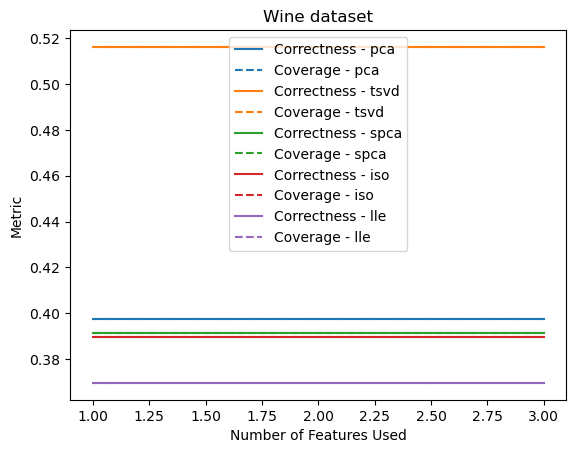 Wine dataset
0.52
0.50
0.48
0.46
0.44
0.42
0.40
0.38
Metric
Correctness - pca
Coverage - pca
Correctness - tsvd
Coverage - tsvd
Correctness - spca
Coverage - spca
Correctness - iso
Coverage - iso
Correctness - lle
Coverage - lle
1.00 1.25 1.50 1.75 2.00 2.25 2.50 2.75 3.00
Number of Features Used